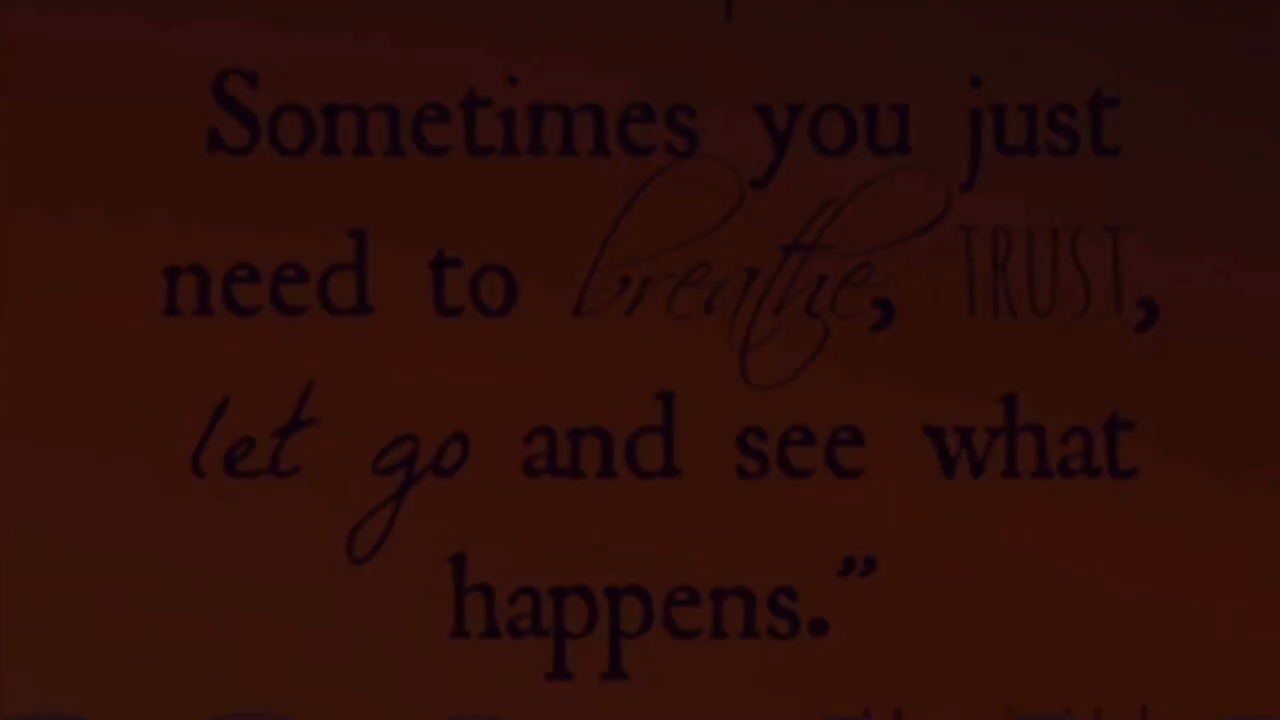 Sometimes you just
need to breathe, TRUST,
let go and see what
happens.”